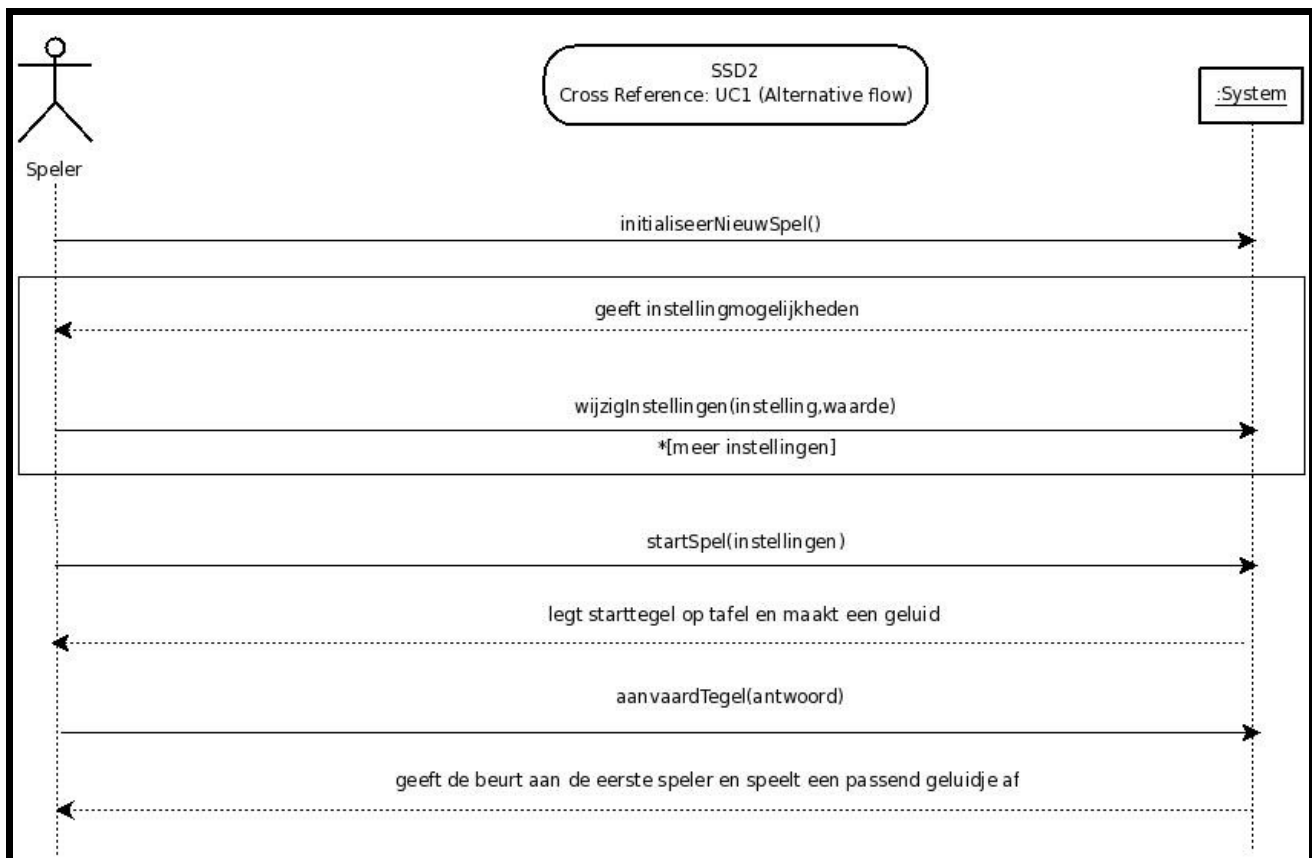 SSD2
Cross Reference: UC1 (Alternative flow)
:System
Speler
initialiseerNieuwSpel()
geeft instellingmogelijkheden
wijzigInstellingen(instelling,waarde)
*[meer instellingen]
startSpel(instellingen)
legt starttegel op tafel en maakt een geluid
aanvaardTegel(antwoord)
geeft de beurt aan de eerste speler en speelt een passend geluidje af